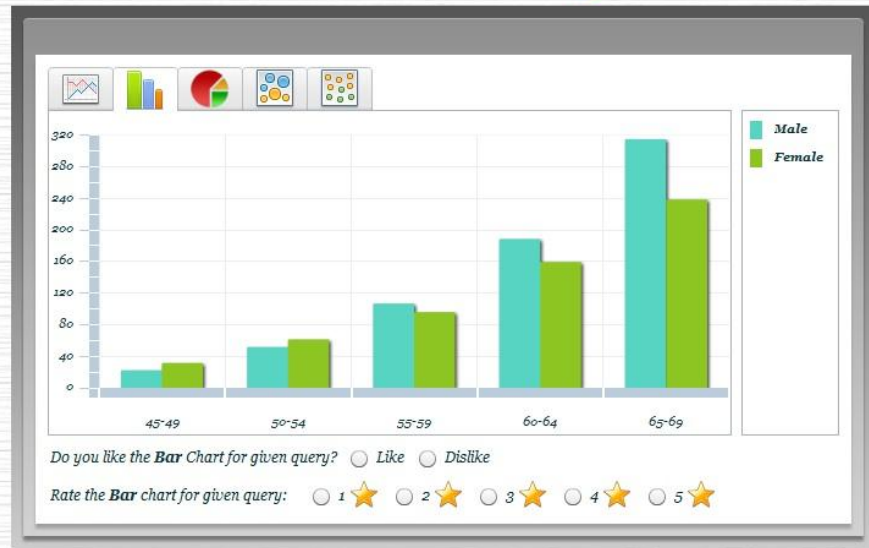 320
280
240
200
160
120
80
40
0
45-49 50-54 55-59 60-64 65-69
Male
Female
Do you like the Bar Chart for given query? Like Dislike
Rate the Bar chart for given query: 1 2 3 4 5